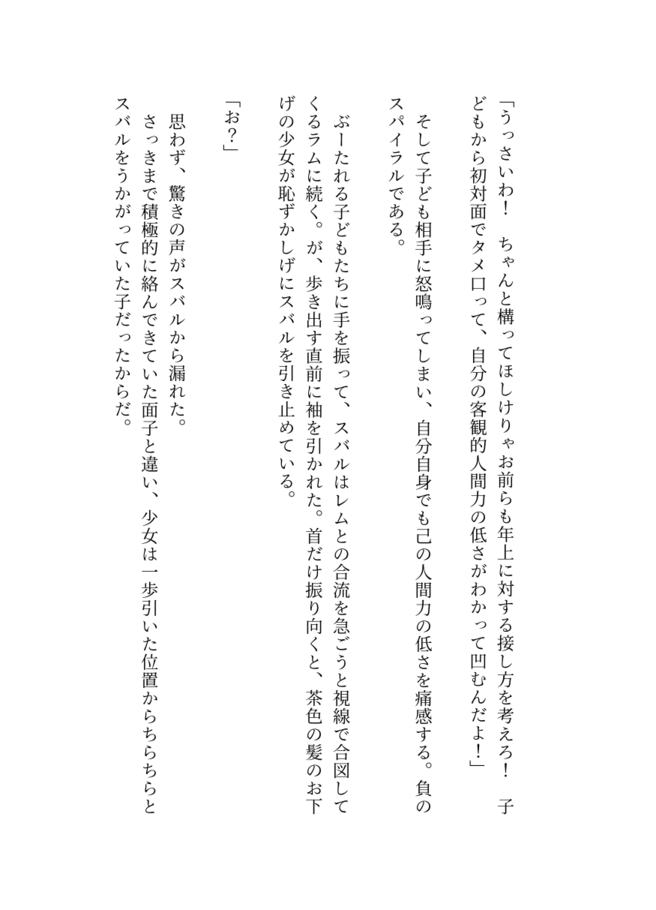 「うっさいわ！　ちゃんと構ってほしけりゃお前らも年上に対する接し方を考えろ！　子
どもから初対面でタメ口って、自分の客観的人間力の低さがわかって凹むんだよ！」
　そして子ども相手に怒鳴ってしまい、自分自身でも己の人間力の低さを痛感する。負の
スパイラルである。
　ぶーたれる子どもたちに手を振って、スバルはレムとの合流を急ごうと視線で合図して
くるラムに続く。が、歩き出す直前に袖を引かれた。首だけ振り向くと、茶色の髪のお下
げの少女が恥ずかしげにスバルを引き止めている。
「お？」
　思わず、驚きの声がスバルから漏れた。
　さっきまで積極的に絡んできていた面子と違い、少女は一歩引いた位置からちらちらと
スバルをうかがっていた子だったからだ。